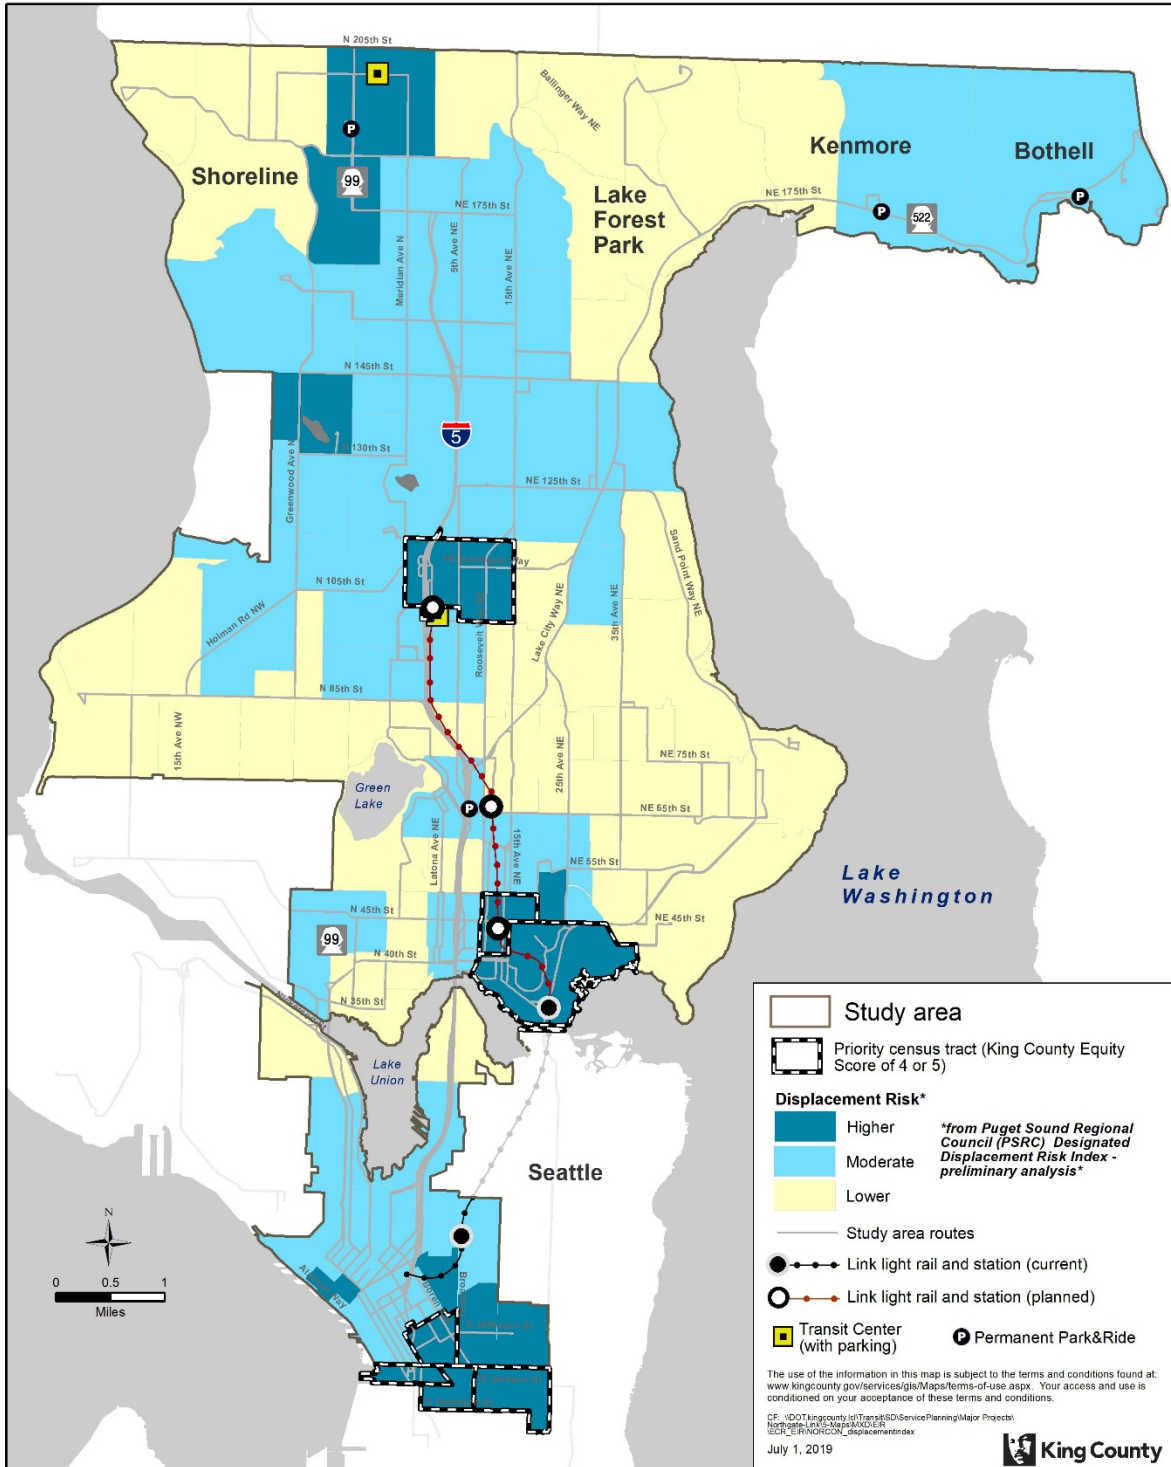 N 205th St
Ballinger Way NE
Kenmore
Bothell
P
Shoreline
99
NE 175th St
5th Ave NE
Lake
Forest
Park
NE 175th St
P
522
P
Meridian Ave N
15th Ave NE
N 145th St
5
N 130th St
Greenwood Ave N
NE 125th St
Sand Point Way NE
N 105th St
Holman Rd NW
Roosevelt Way NE
Lake City Way NE
35th Ave NE
N 85th St
15th Ave NW
25th Ave NE
NE 75th St
Green
Lake
P
NE 65th St
Latona Ave NE
15th Ave NE
NE 55th St
Lake
Washington
N 45th St
NE 45th St
99
N 40th St
N 35th St
Lake
Union
Seattle
N
0 0.5 1
Miles
Alaskan Way
Boren
E Jefferson St
S Jackson St
Study area
Priority census tract (King County Equity
Score of 4 or 5)
Displacement Risk*
Higher
Moderate
Lower
*from Puget Sound Regional
Council (PSRC) Designated
Displacement Risk Index -
preliminary analysis*
Study area routes
Link light rail and station (current)
Link light rail and station (planned)
Transit Center
(with parking)
P Permanent Park&Ride
The use of the information in this map is subject to the terms and conditions found at:
www.kingcounty.gov/services/gis/Maps/terms-of-use.aspx. Your access and use is
conditioned on your acceptance of these terms and conditions.
July 1, 2019
King County